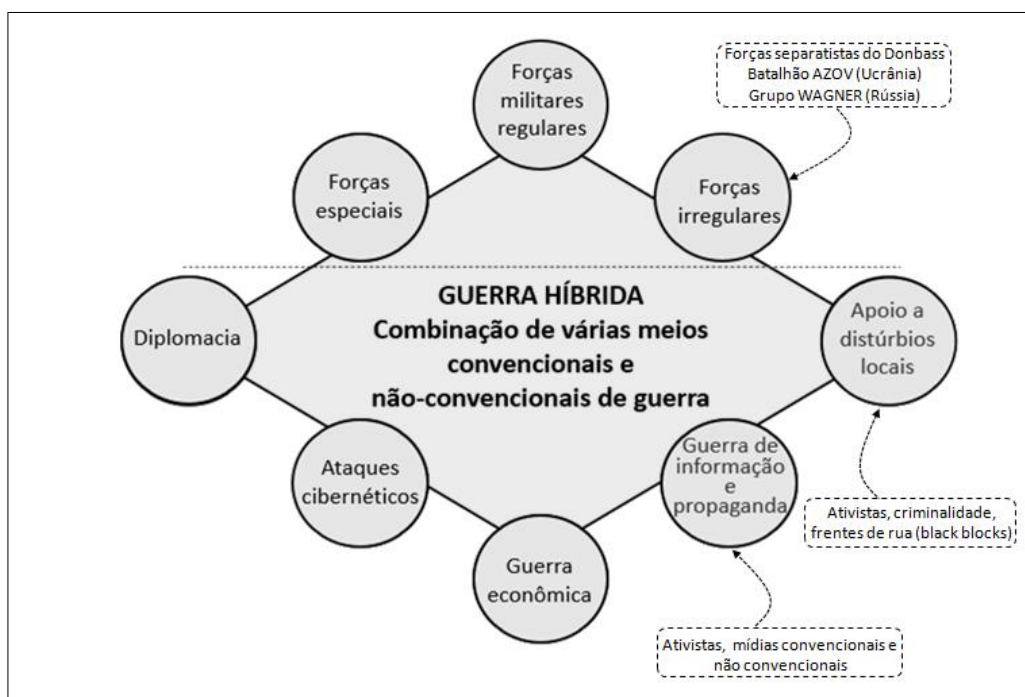 Forças separatistas do Donbass
Batalhão AZOV (Ucrânia)
Grupo WAGNER (Rússia)
Forças
militares
regulares
Forças
especiais
Forças
irregulares
Diplomacia
GUERRA HÍBRIDA
Combinação de várias meios
convencionais e
não-convencionais de guerra
Apoio a
distúrbios
locais
Ataques
cibernéticos
Guerra de
informação
e
propaganda
Guerra
econômica
Ativistas, criminalidade,
frentes de rua (black blocks)
Ativistas, mídias convencionais e
não convencionais